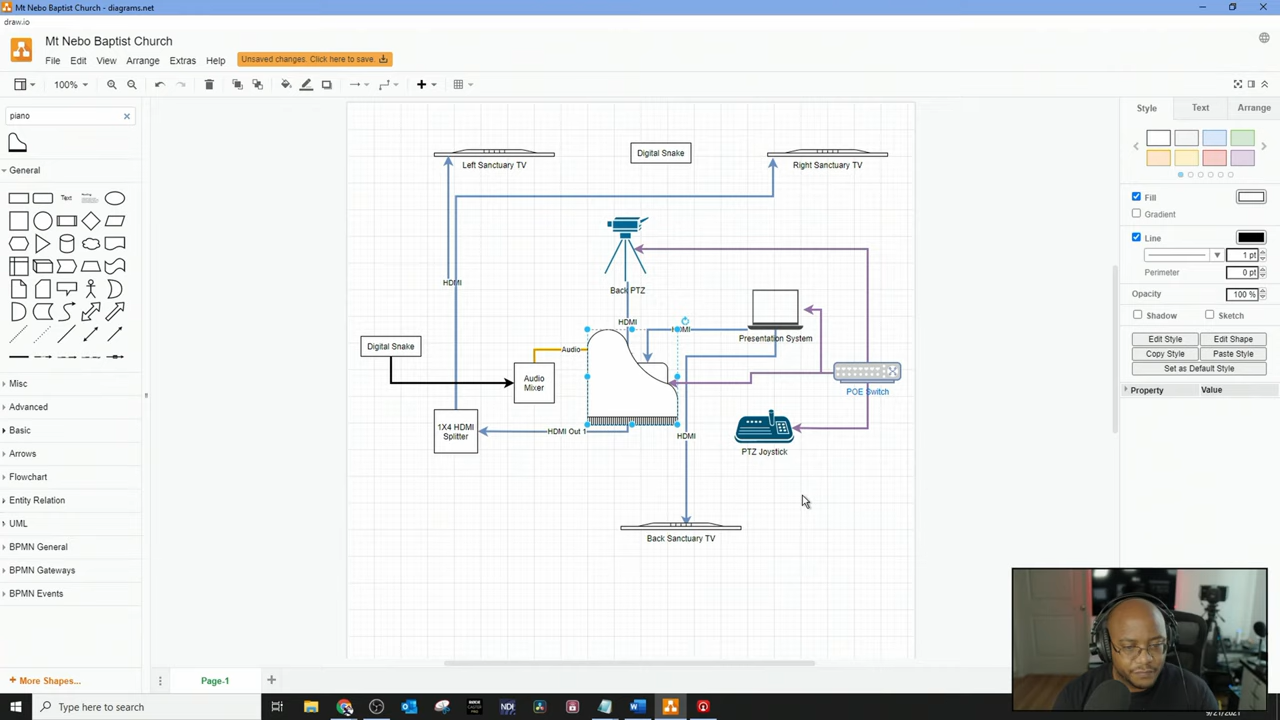 Mt Nebo Baptist Church - diagrams.net
draw.io
Mt Nebo Baptist Church
File Edit View Arrange Extras Help
Unsaved changes. Click here to save.
100%
piano
General
Misc
Advanced
Basic
Arrows
Flowchart
Entity Relation
UML
BPMN General
BPMN Gateways
BPMN Events
+ More Shapes...
Text
Left Sanctuary TV
Digital Snake
Right Sanctuary TV
HDMI
Back PTZ
HDMI
Presentation System
Digital Snake
Audio
Audio
Mixer
POE Switch
1X4 HDMI
Splitter
HDMI Out 1
HDMI
PTZ Joystick
Back Sanctuary TV
Style Text Arrange
Fill
Gradient
Line
1 pt
Perimeter
0 pt
Opacity
100 %
Shadow
Sketch
Edit Style
Edit Shape
Copy Style
Paste Style
Set as Default Style
Property
Value
Page-1
Type here to search
NDI
9/21/2021